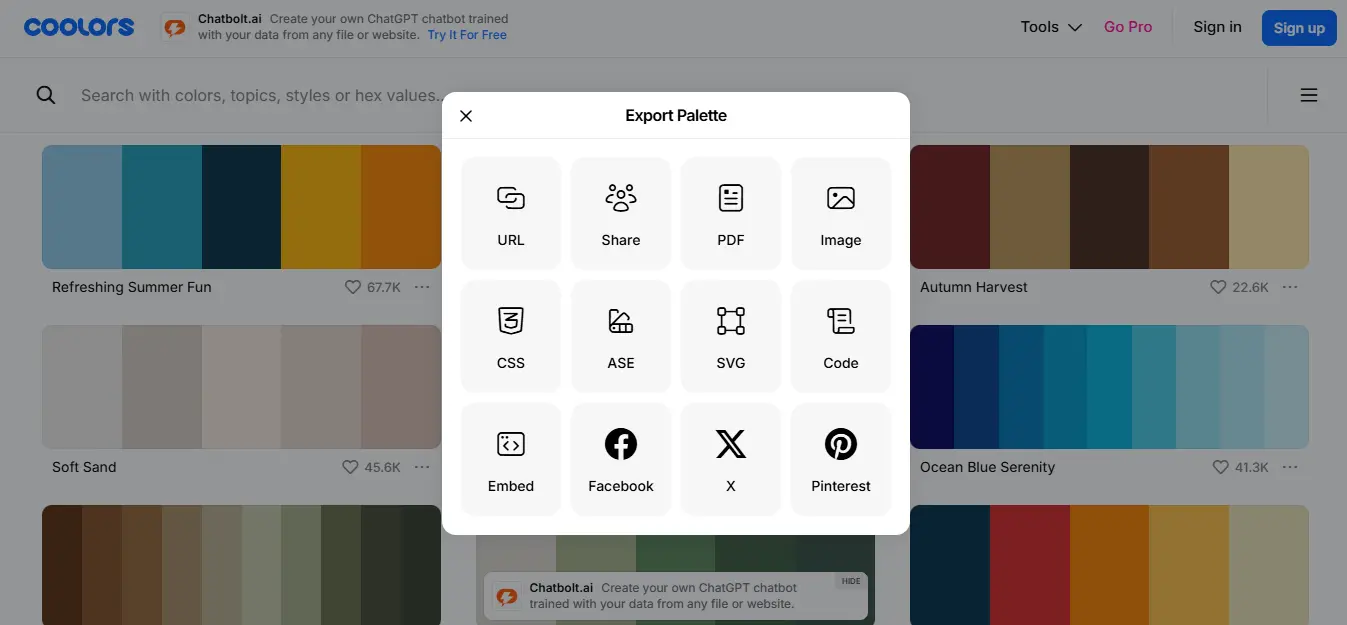 coolors
Chatbolt.ai Create your own ChatGPT chatbot trained
with your data from any file or website. Try It For Free
Tools
Go Pro
Sign in
Sign up
Search with colors, topics, styles or hex values...
Export Palette
URL
Share
PDF
Image
CSS
ASE
SVG
Code
Embed
Facebook
X
Pinterest
Refreshing Summer Fun
67.7K
Autumn Harvest
22.6K
Soft Sand
45.6K
Ocean Blue Serenity
41.3K
Chatbolt.ai Create your own ChatGPT chatbot
trained with your data from any file or website.
HIDE